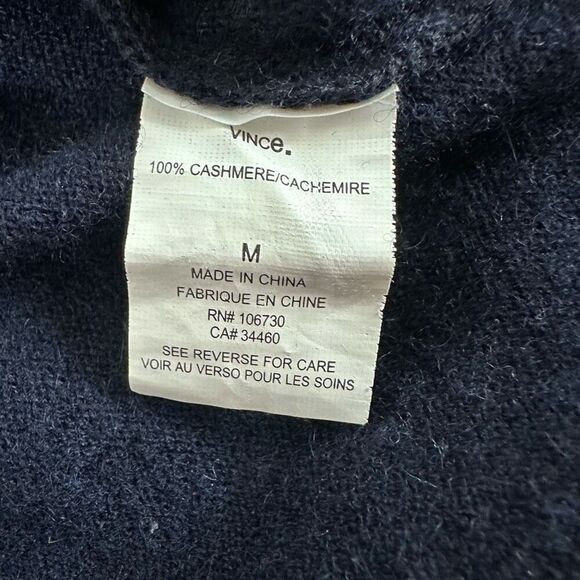 VINCe.
100% CASHMERE/CACHEMIRE
M
MADE IN CHINA
FABRIQUE EN CHINE
RN# 106730
CA# 34460
SEE REVERSE FOR CARE
VOIR AU VERSO POUR LES SOINS